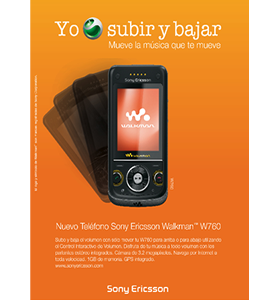 Yo subir y bajar
Mueve la música que te mueve
Sony Ericsson
WALKMAN
Nuevo Teléfono Sony Ericsson Walkman™ W760
Subir y baja el volumen con sólo mover tu W760 para arriba o para abajo utilizando
el Control Interactivo de Volumen. Disfruta de tu música a todo volumen con los
parlantes estéreo integrados. Cámara de 3.2 megapíxeles. Navega por Internet a
toda velocidad. 1GB de memoria. GPS integrado.
www.sonyericsson.com
Sony Ericsson